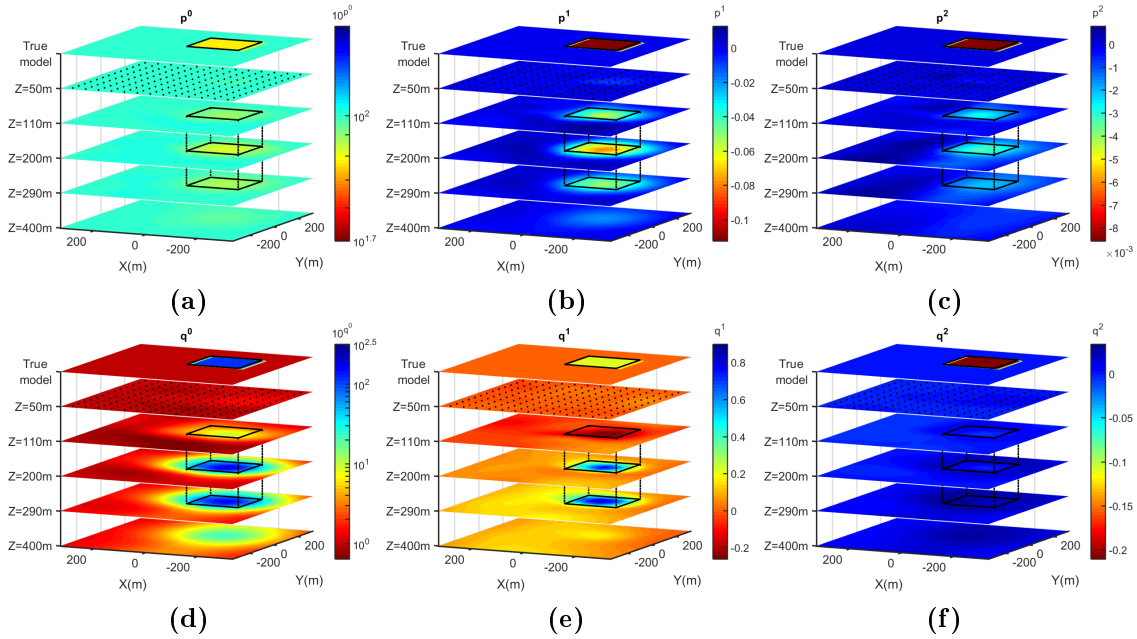 p⁰
10^p⁰
True
model
Z=50m
Z=110m
Z=200m
Z=290m
Z=400m
200
0
-200
X(m)
-200
0
200
Y(m)
10²
10^1.7
(a)
p¹
p¹
True
model
Z=50m
Z=110m
Z=200m
Z=290m
Z=400m
200
0
-200
X(m)
-200
0
200
Y(m)
0
-0.02
-0.04
-0.06
-0.08
-0.1
(b)
p²
p²
True
model
Z=50m
Z=110m
Z=200m
Z=290m
Z=400m
200
0
-200
X(m)
-200
0
200
Y(m)
0
-1
-2
-3
-4
-5
-6
-7
-8
×10⁻³
(c)
q⁰
10^q⁰
True
model
Z=50m
Z=110m
Z=200m
Z=290m
Z=400m
200
0
-200
X(m)
-200
0
200
Y(m)
10^2.5
10²
10¹
10⁰
(d)
q¹
q¹
True
model
Z=50m
Z=110m
Z=200m
Z=290m
Z=400m
200
0
-200
X(m)
-200
0
200
Y(m)
0.8
0.6
0.4
0.2
0
-0.2
(e)
q²
q²
True
model
Z=50m
Z=110m
Z=200m
Z=290m
Z=400m
200
0
-200
X(m)
-200
0
200
Y(m)
0
-0.05
-0.1
-0.15
-0.2
(f)